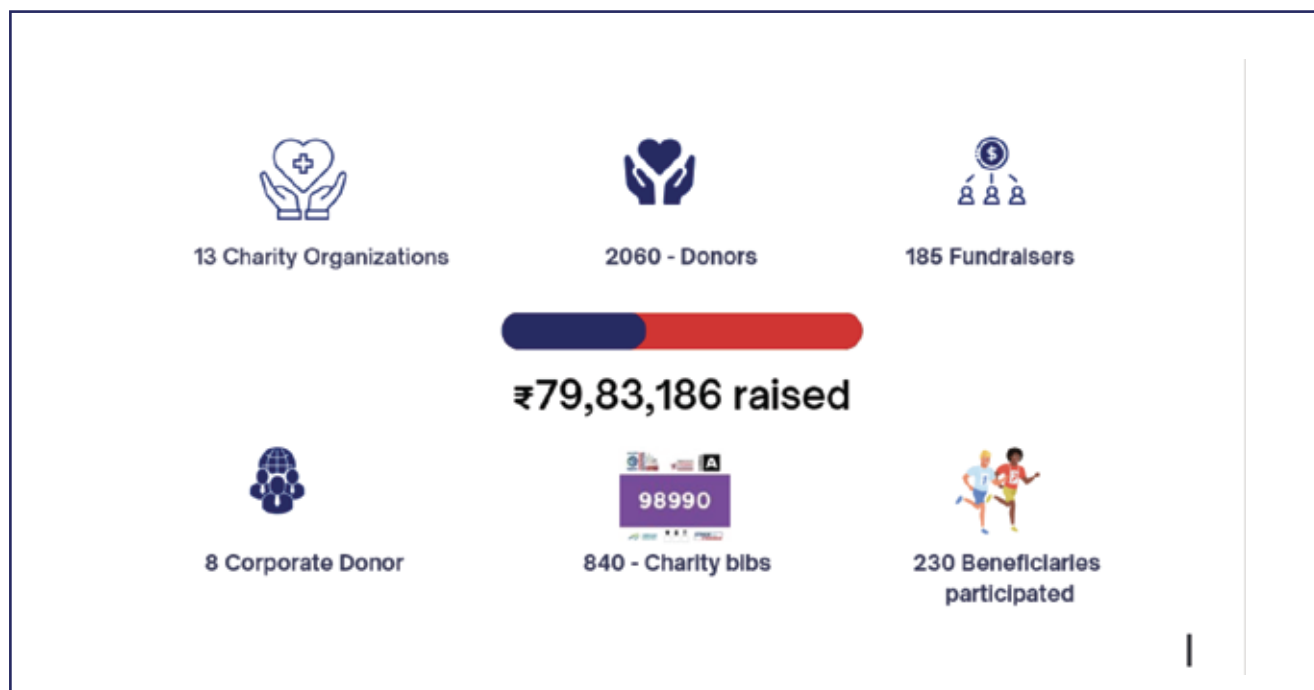 13 Charity Organizations
2060 - Donors
185 Fundraisers
₹79,83,186 raised
A
98990
8 Corporate Donor
840 - Charity bibs
230 Beneficiaries
participated